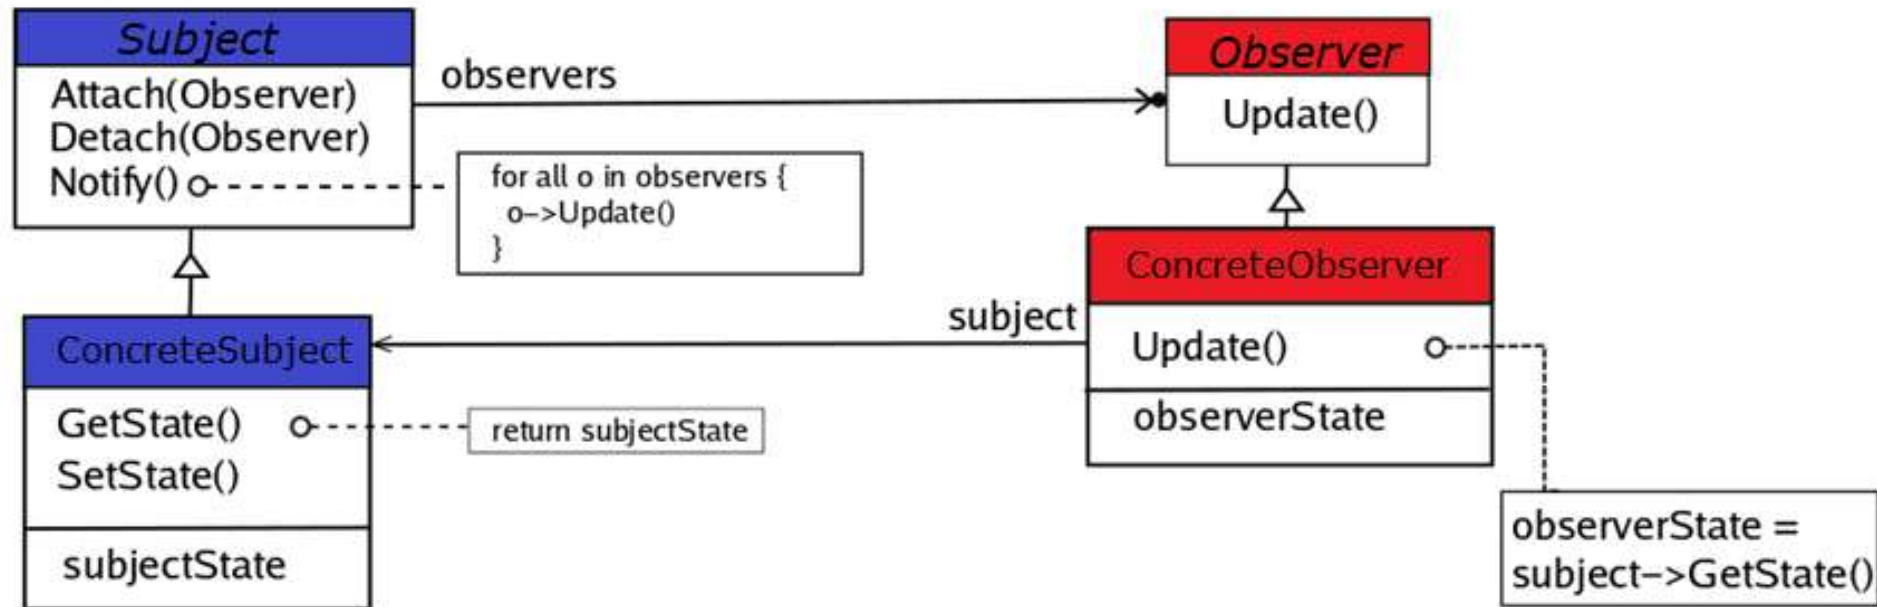 Subject
Attach(Observer)
Detach(Observer)
Notify()
observers
for all o in observers {
o->Update()
}
Observer
Update()
ConcreteSubject
GetState()
SetState()
subjectState
return subjectState
subject
ConcreteObserver
Update()
observerState
observerState =
subject->GetState()